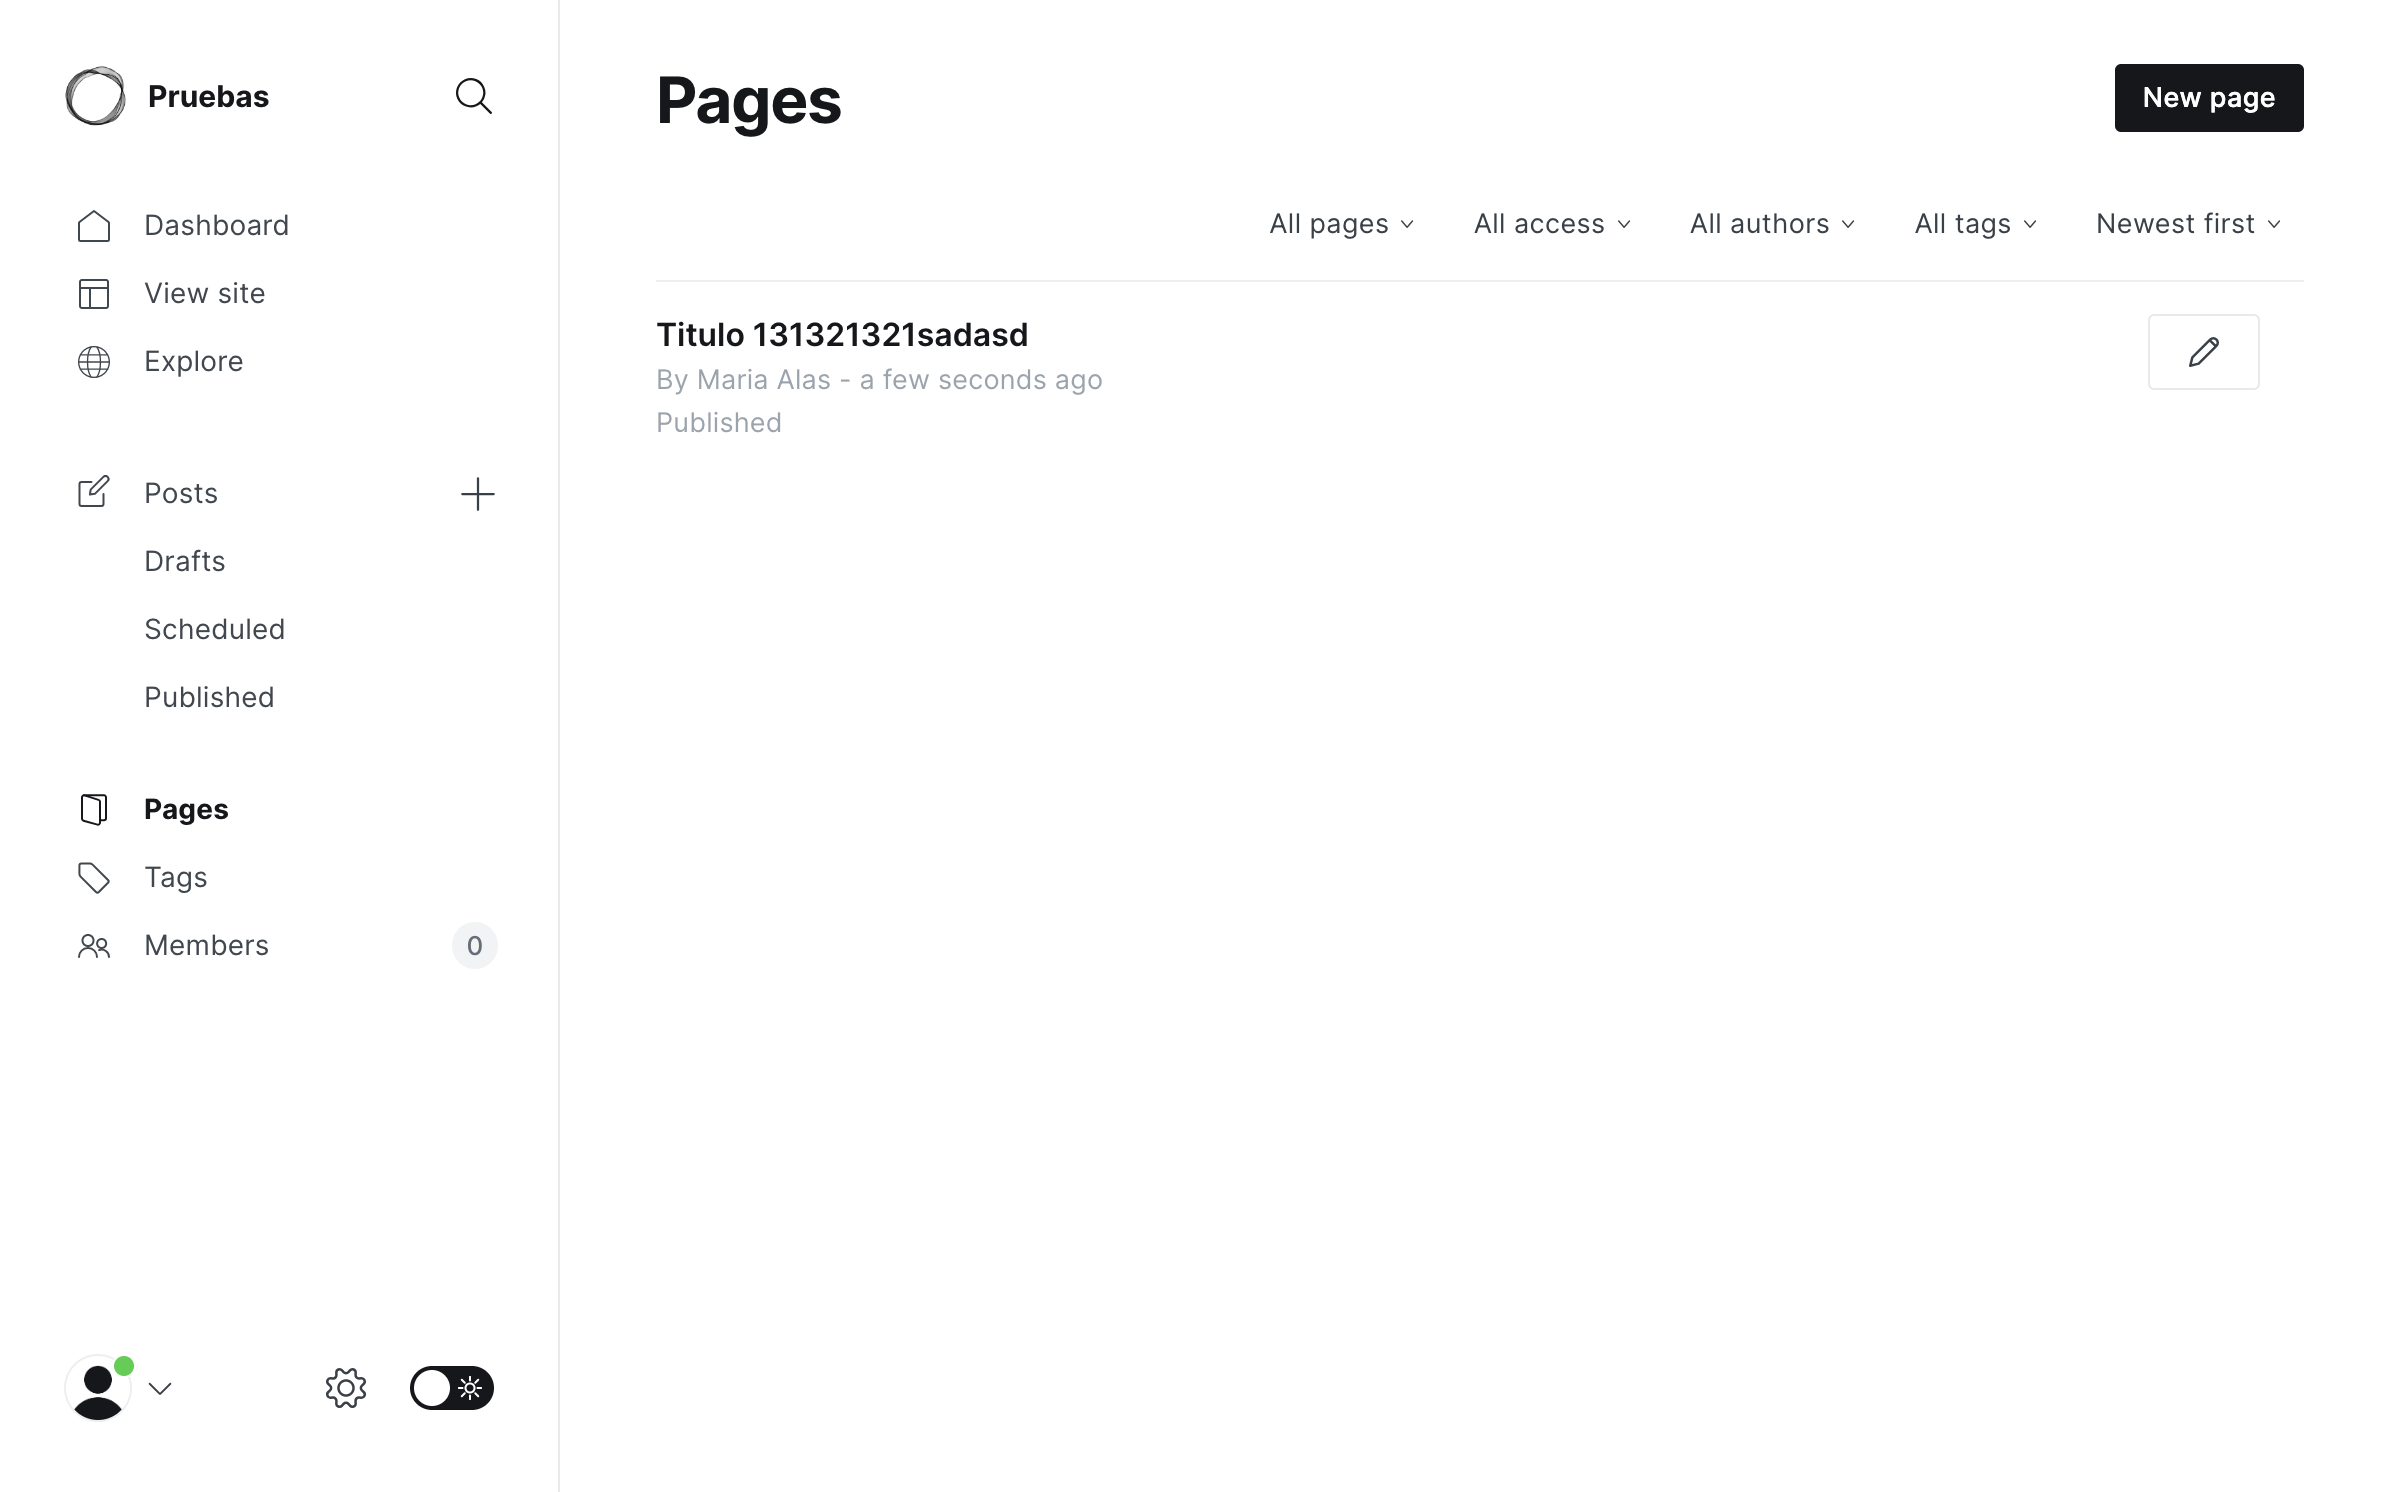 Pruebas
Dashboard
View site
Explore
Posts
Drafts
Scheduled
Published
Pages
Tags
Members 0
Pages
New page
All pages All access All authors All tags Newest first
Titulo 131321321sadasd
By Maria Alas - a few seconds ago
Published